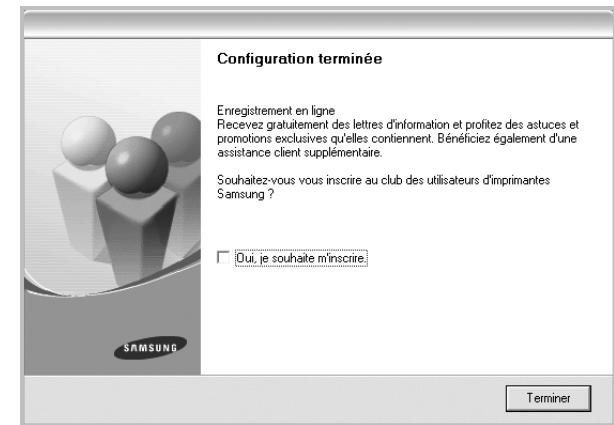 Configuration terminée
Enregistrement en ligne
Recevez gratuitement des lettres d'information et profitez des astuces et
promotions exclusives qu'elles contiennent. Bénéficiez également d'une
assistance client supplémentaire.
Souhaitez-vous vous inscrire au club des utilisateurs d'imprimantes
Samsung ?
Oui, je souhaite m'inscrire.
SAMSUNG
Terminer